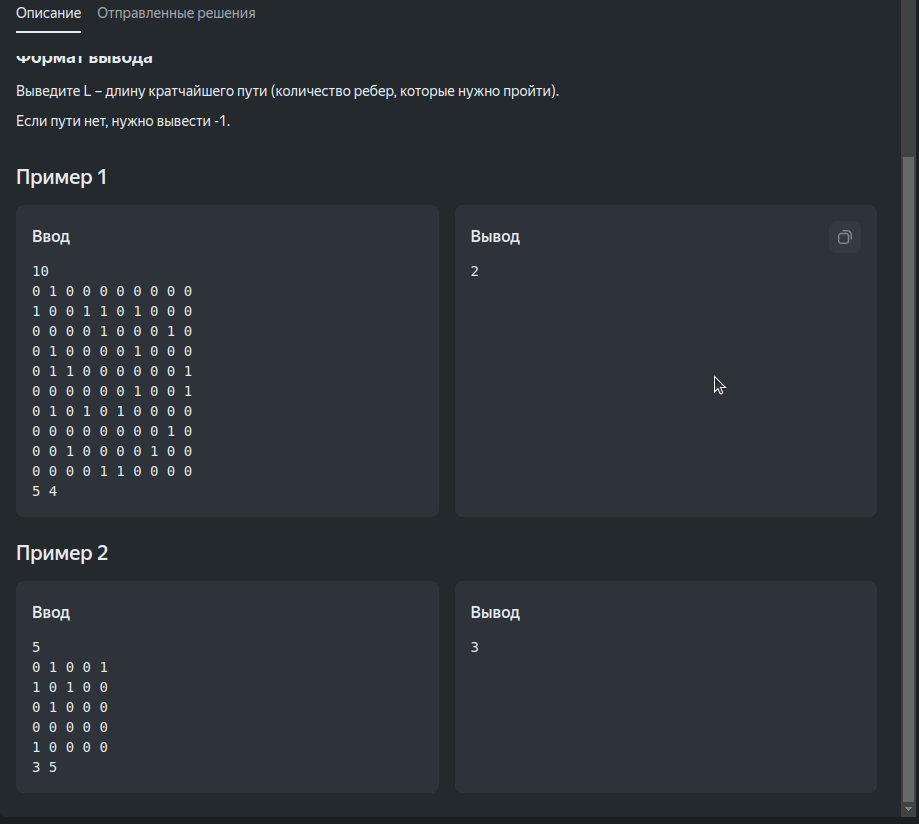 Описание Отправленные решения
Формат вывода
Выведите L – длину кратчайшего пути (количество ребер, которые нужно пройти).
Если пути нет, нужно вывести -1.
Пример 1
Ввод
10
0 1 0 0 0 0 0 0 0 0
1 0 0 1 1 0 1 0 0 0
0 0 0 0 1 0 0 0 1 0
0 1 0 0 0 0 1 0 0 0
0 1 1 0 0 0 0 0 0 1
0 0 0 0 0 0 1 0 0 1
0 1 0 1 0 1 0 0 0 0
0 0 0 0 0 0 0 0 1 0
0 0 1 0 0 0 0 1 0 0
0 0 0 0 1 1 0 0 0 0
5 4
Вывод
2
Пример 2
Ввод
5
0 1 0 0 1
1 0 1 0 0
0 1 0 0 0
0 0 0 0 0
1 0 0 0 0
3 5
Вывод
3